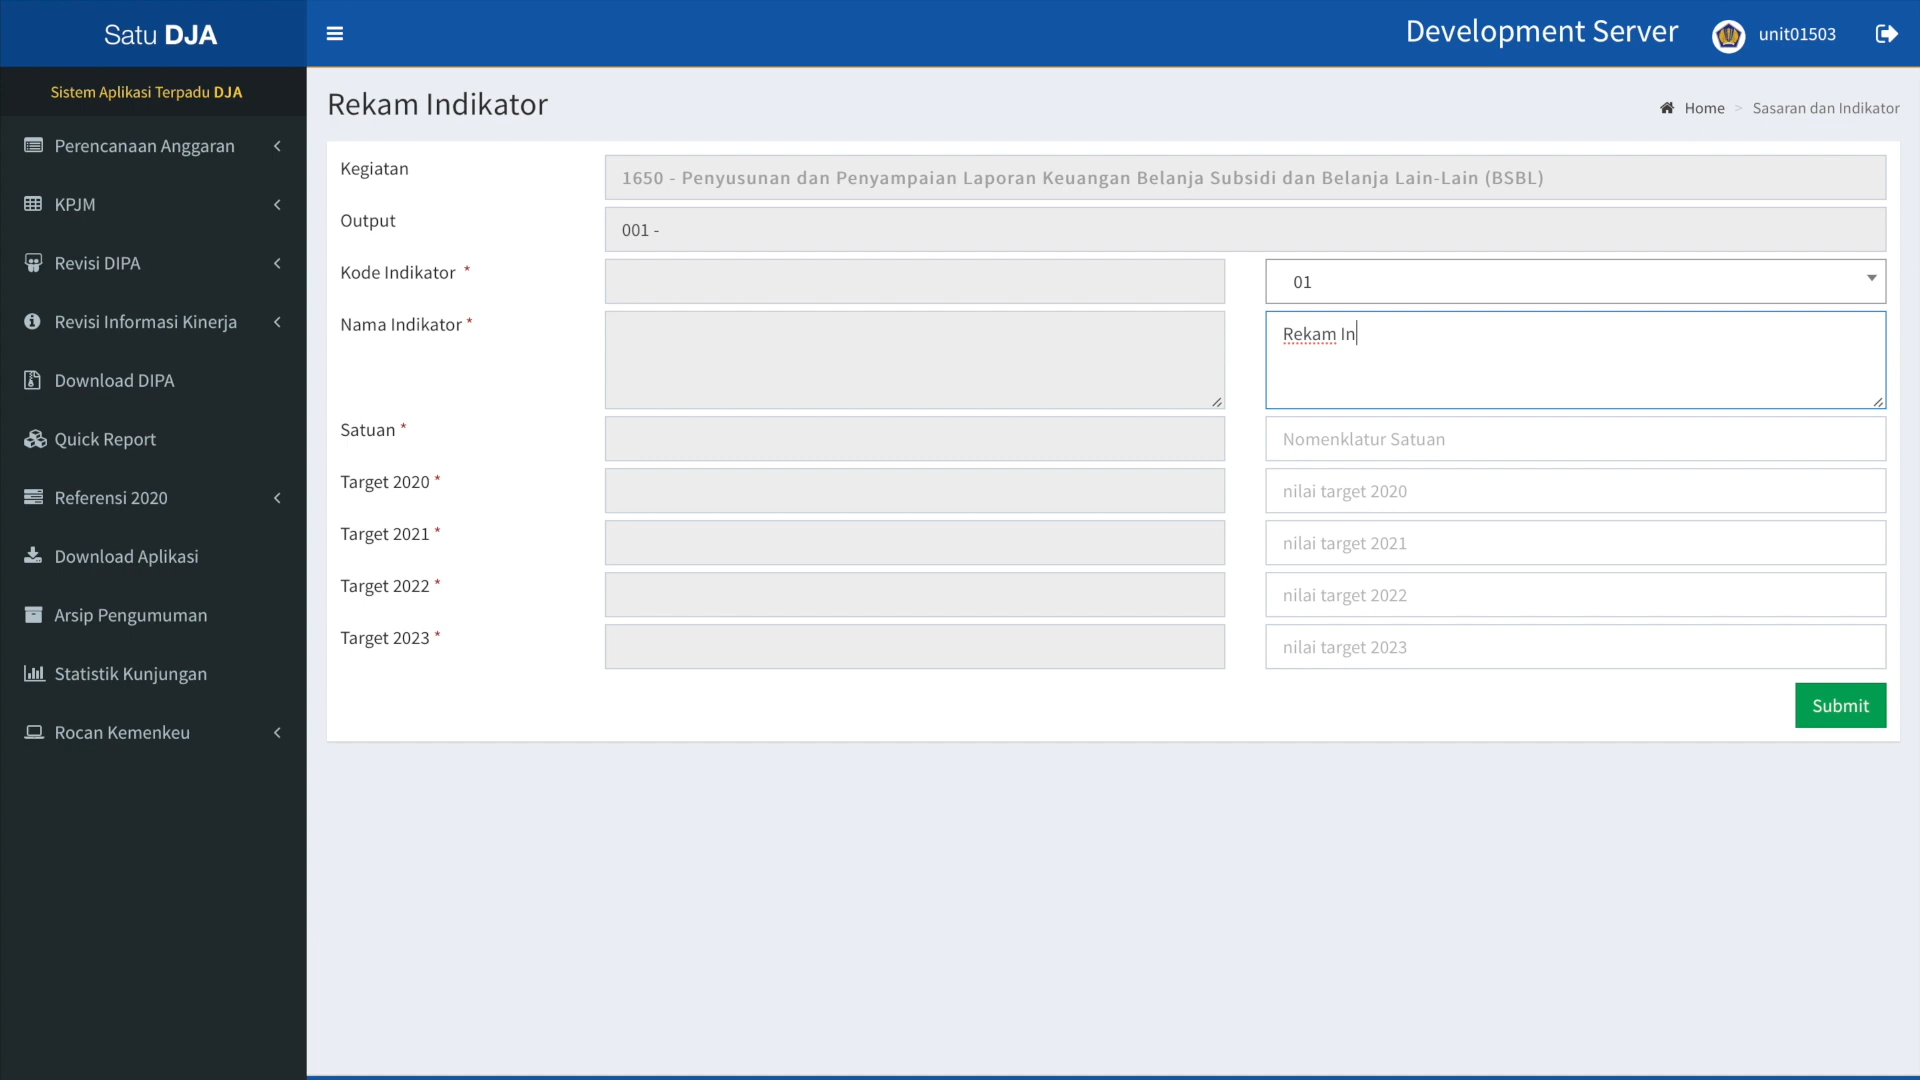 Satu DJA
Development Server
unit01503
Sistem Aplikasi Terpadu DJA
Perencanaan Anggaran
KPJM
Revisi DIPA
Revisi Informasi Kinerja
Download DIPA
Quick Report
Referensi 2020
Download Aplikasi
Arsip Pengumuman
Statistik Kunjungan
Rocan Kemenkeu
Rekam Indikator
Home > Sasaran dan Indikator
Kegiatan
1650 - Penyusunan dan Penyampaian Laporan Keuangan Belanja Subsidi dan Belanja Lain-Lain (BSBL)
Output
001 -
Kode Indikator *
01
Nama Indikator *
Rekam In
Satuan *
Nomenklatur Satuan
Target 2020 *
nilai target 2020
Target 2021 *
nilai target 2021
Target 2022 *
nilai target 2022
Target 2023 *
nilai target 2023
Submit